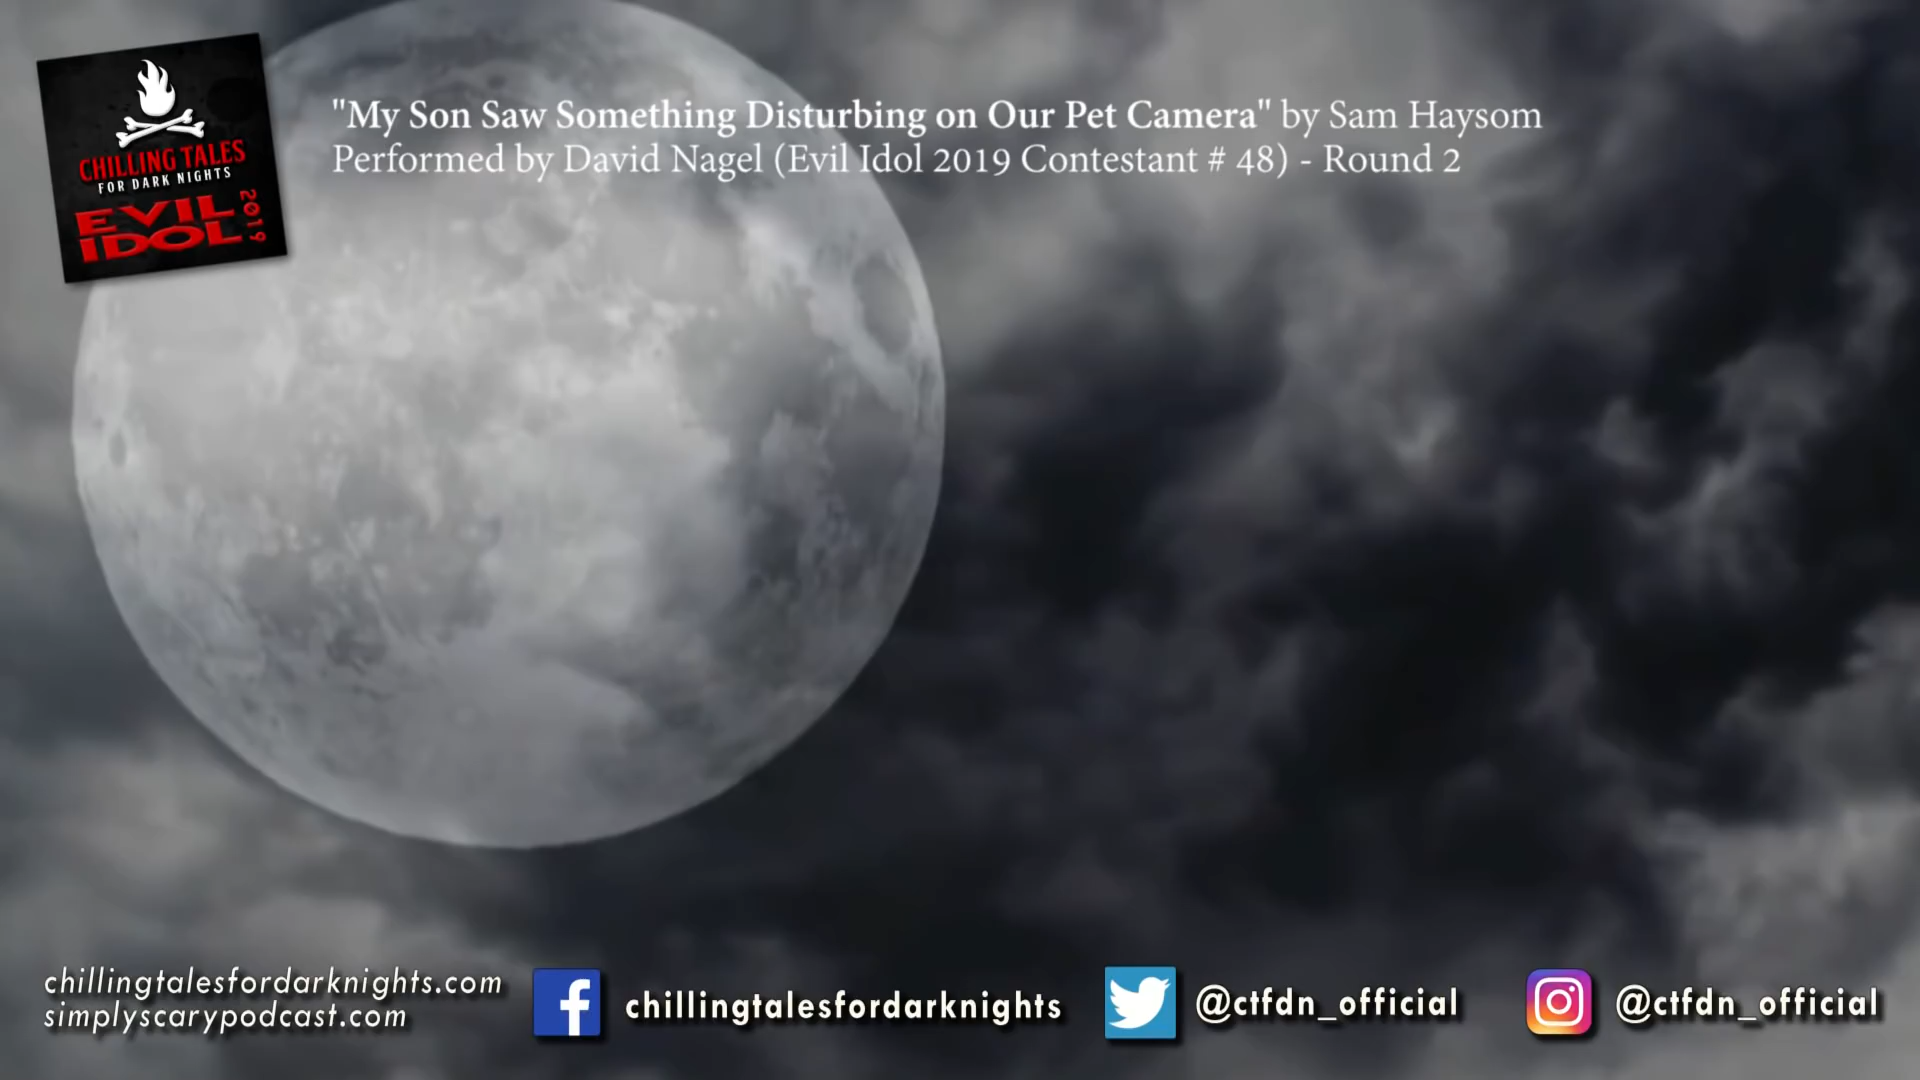 CHILLING TALES
FOR DARK NIGHTS
EVIL
IDOL
2019
"My Son Saw Something Disturbing on Our Pet Camera" by Sam Haysom
Performed by David Nagel (Evil Idol 2019 Contestant # 48) - Round 2
chillingtalesfordarknights.com
simplyscarypodcast.com
chillingtalesfordarknights
@ctfdn_official
@ctfdn_official